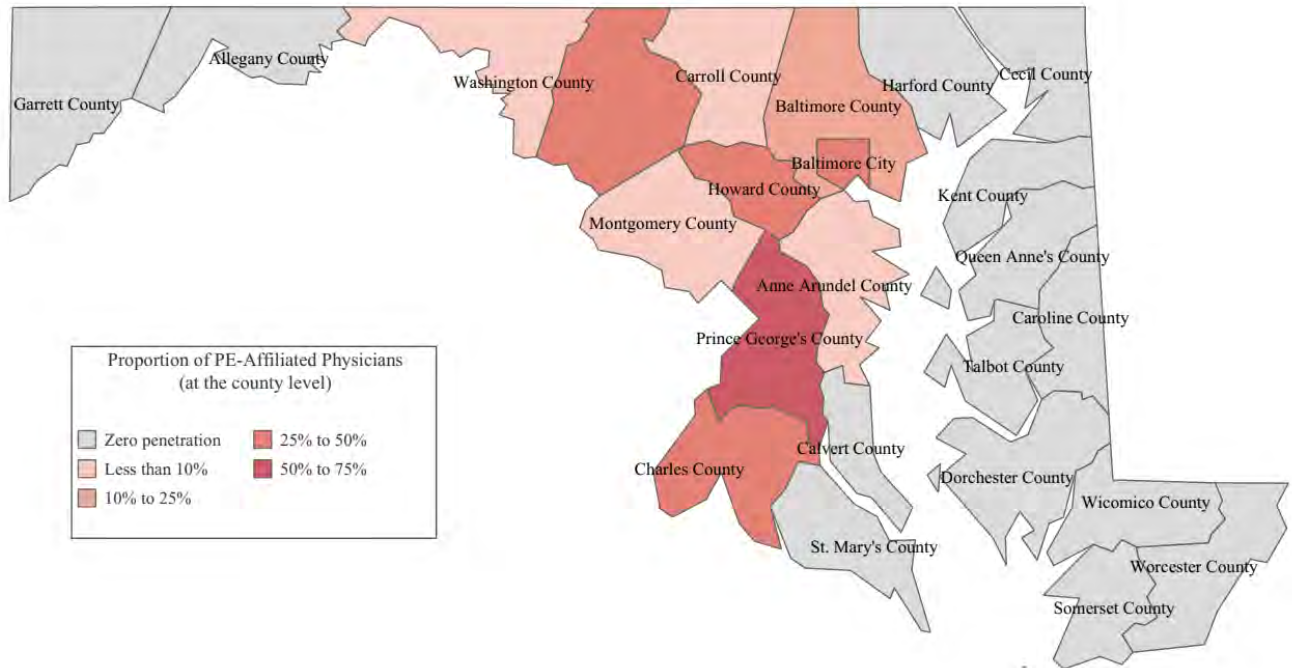 Allegany County
Garrett County
Washington County
Carroll County
Baltimore County
Harford County
Cecil County
Baltimore City
Howard County
Montgomery County
Kent County
Queen Anne's County
Anne Arundel County
Caroline County
Prince George's County
Talbot County
Calvert County
Charles County
Dorchester County
Wicomico County
St. Mary's County
Worcester County
Somerset County
Proportion of PE-Affiliated Physicians
(at the county level)
Zero penetration
Less than 10%
10% to 25%
25% to 50%
50% to 75%